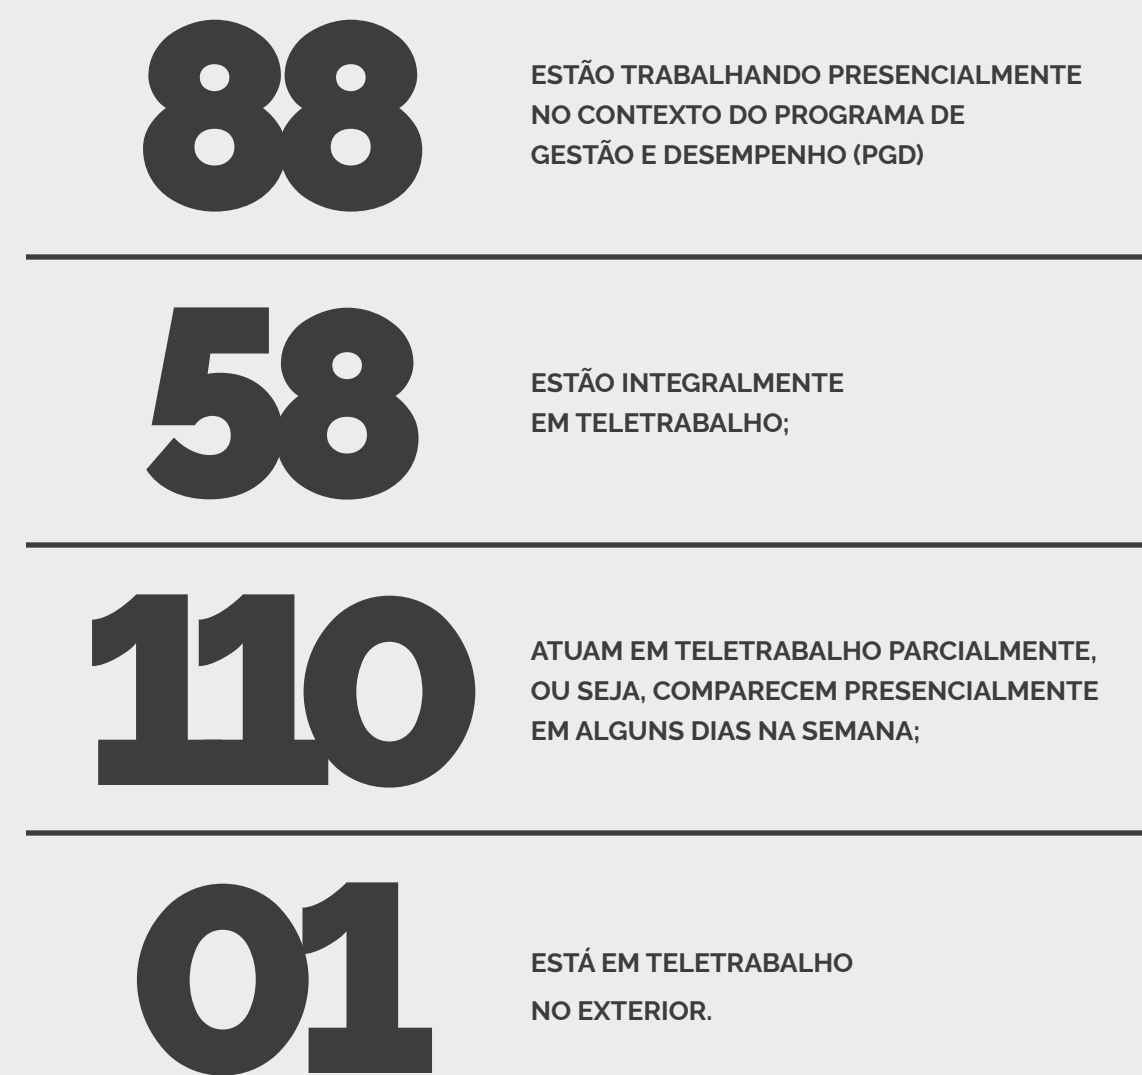 88
ESTÃO TRABALHANDO PRESENCIALMENTE
NO CONTEXTO DO PROGRAMA DE
GESTÃO E DESEMPENHO (PGD)
58
ESTÃO INTEGRALMENTE
EM TELETRABALHO;
110
ATUAM EM TELETRABALHO PARCIALMENTE,
OU SEJA, COMPARECEM PRESENCIALMENTE
EM ALGUNS DIAS NA SEMANA;
01
ESTÁ EM TELETRABALHO
NO EXTERIOR.